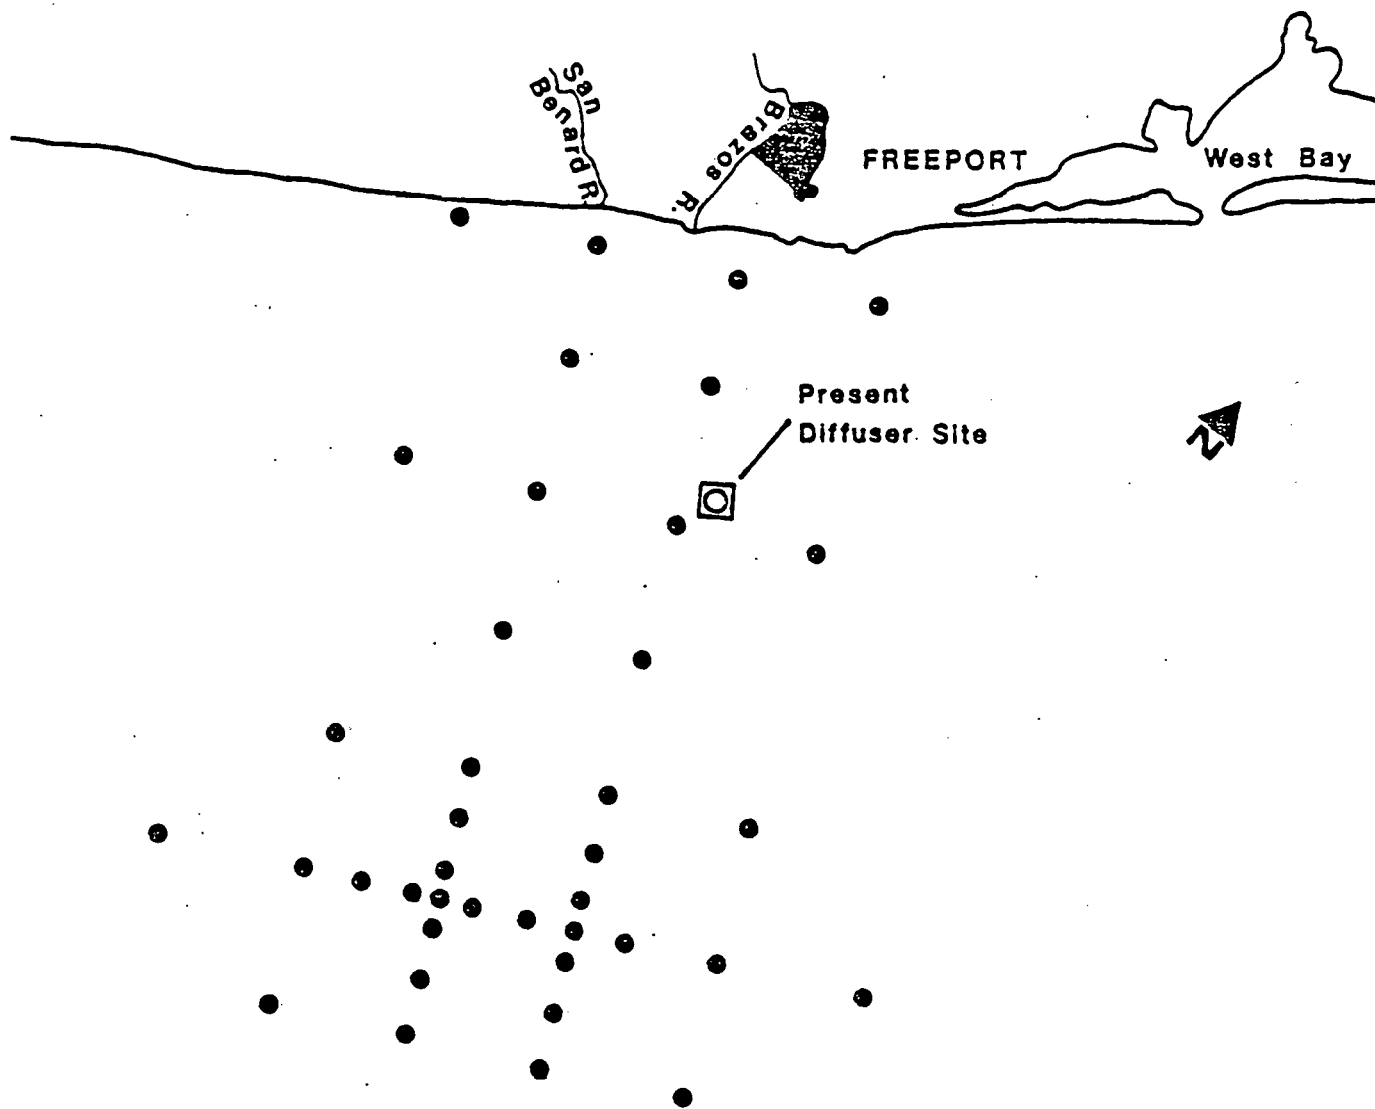 San
Benard R.
Brazos R.
FREEPORT
West Bay
Present
Diffuser Site
N